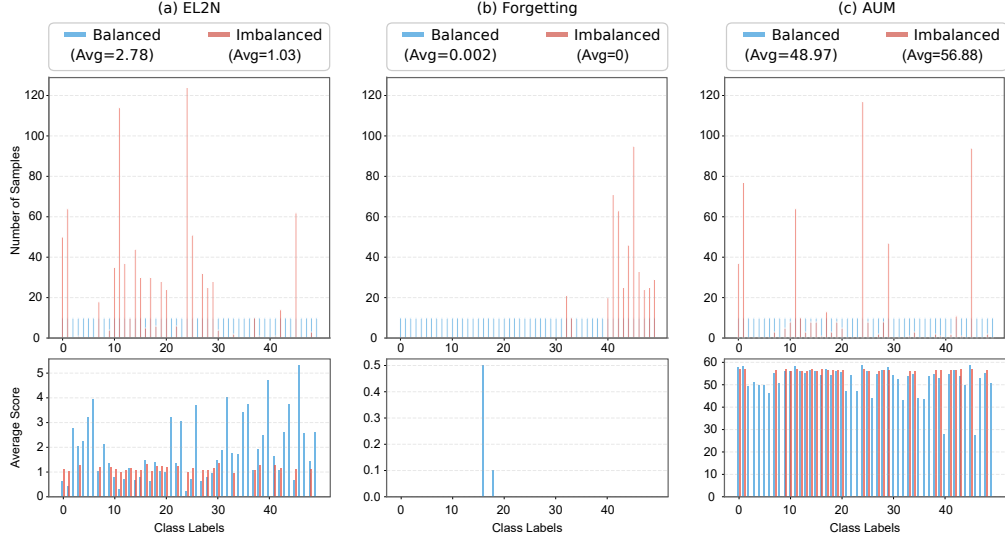 (a) EL2N
Balanced Imbalanced
(Avg=2.78) (Avg=1.03)
Number of Samples
120
100
80
60
40
20
0
0 10 20 30 40
Average Score
5
4
3
2
1
0
0 10 20 30 40
Class Labels
(b) Forgetting
Balanced Imbalanced
(Avg=0.002) (Avg=0)
120
100
80
60
40
20
0
0 10 20 30 40
0.5
0.4
0.3
0.2
0.1
0.0
0 10 20 30 40
Class Labels
(c) AUM
Balanced Imbalanced
(Avg=48.97) (Avg=56.88)
120
100
80
60
40
20
0
0 10 20 30 40
60
50
40
30
20
10
0
0 10 20 30 40
Class Labels